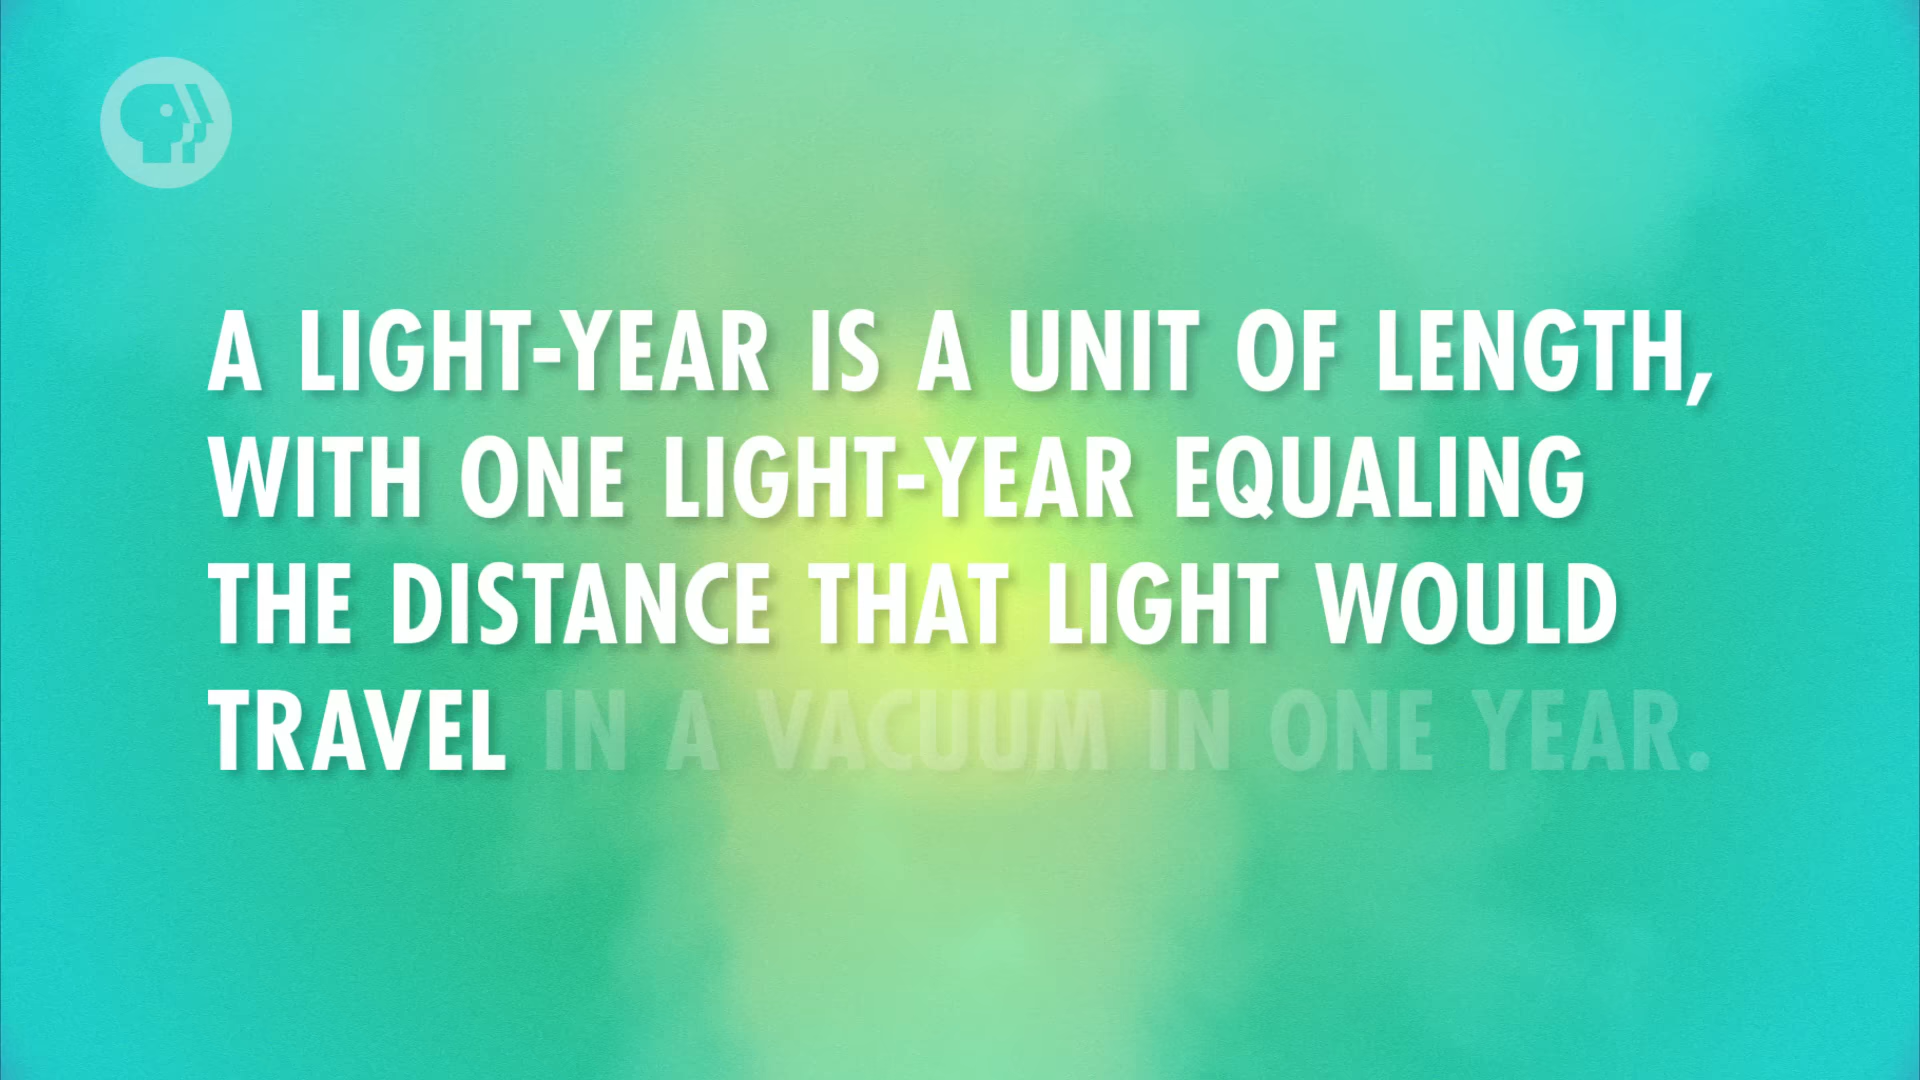 A LIGHT-YEAR IS A UNIT OF LENGTH,
WITH ONE LIGHT-YEAR EQUALING
THE DISTANCE THAT LIGHT WOULD
TRAVEL IN A VACUUM IN ONE YEAR.